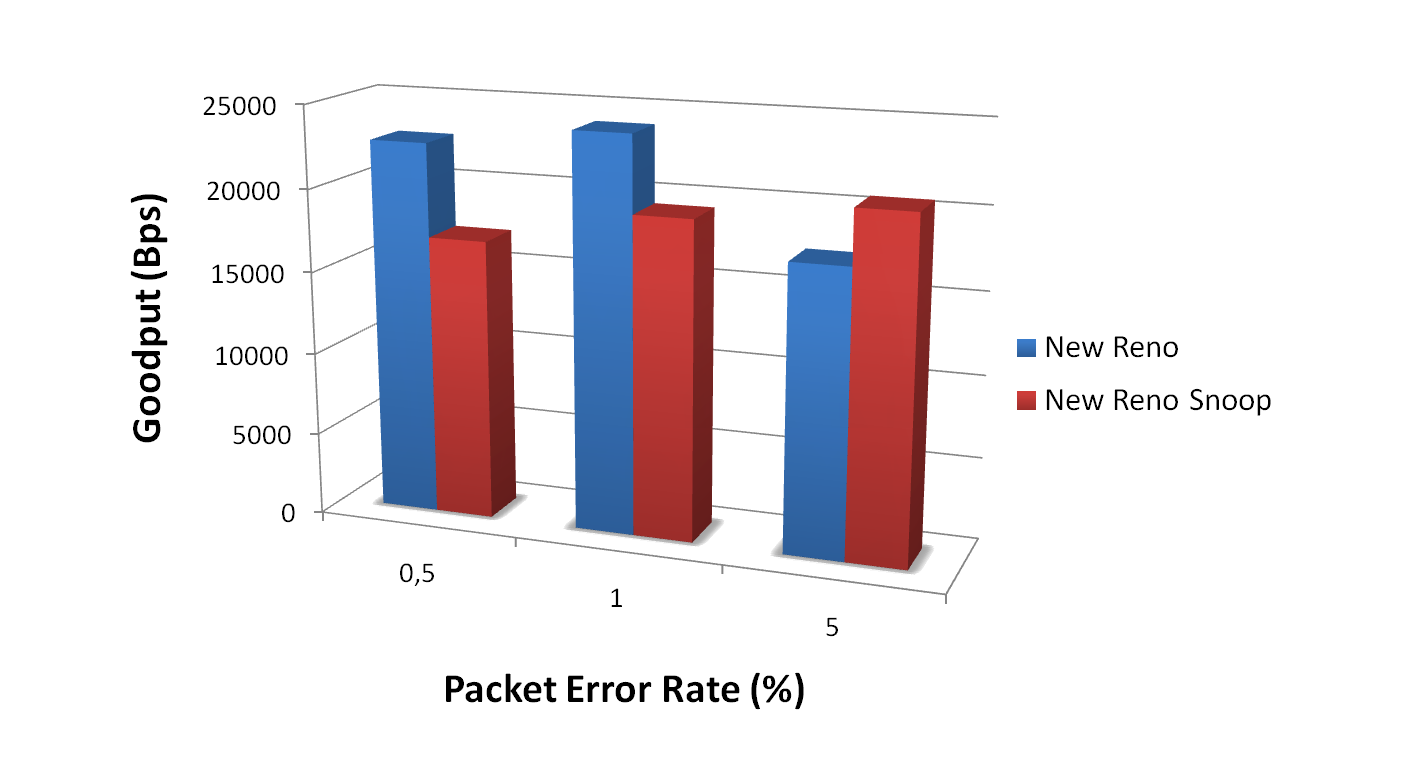 25000
20000
15000
10000
5000
0
Goodput (Bps)
0,5
1
5
Packet Error Rate (%)
New Reno
New Reno Snoop